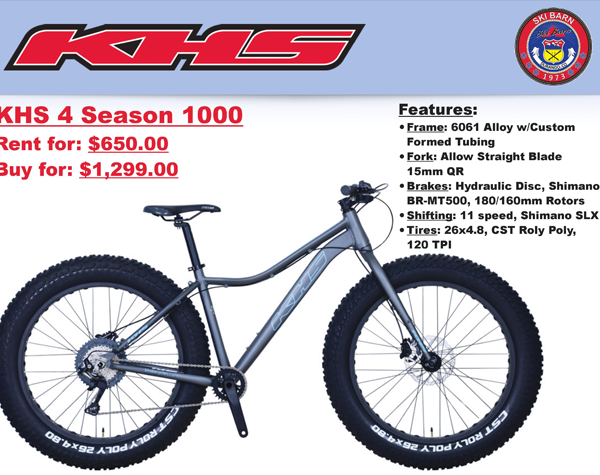 KHS
SKI BARN
DURANGO, CO
1973
KHS 4 Season 1000
Rent for: $650.00
Buy for: $1,299.00
Features:
• Frame: 6061 Alloy w/Custom
Formed Tubing
• Fork: Allow Straight Blade
15mm QR
• Brakes: Hydraulic Disc, Shimano
BR-MT500, 180/160mm Rotors
• Shifting: 11 speed, Shimano SLX
• Tires: 26x4.8, CST Roly Poly,
120 TPI
KHS
CST ROLY POLY 26x4.80
CST ROLY POLY 26x4.80